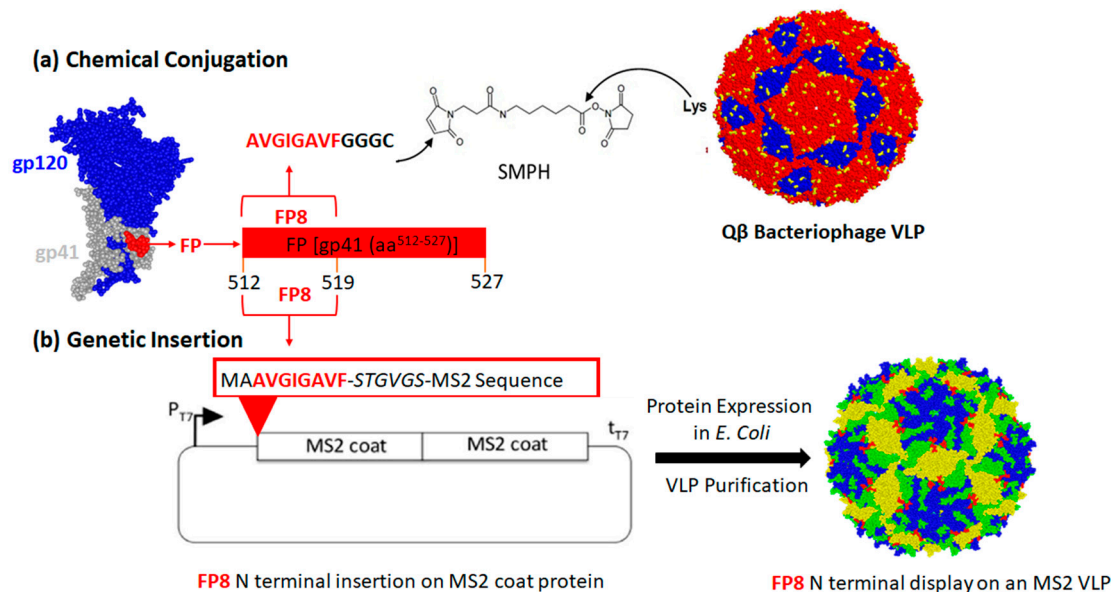 (a) Chemical Conjugation
gp120
gp41
AVGIGAVFGGGC
SMPH
Lys
Qβ Bacteriophage VLP
FP
FP8
FP [gp41 (aa512-527)]
512
519
527
FP8
(b) Genetic Insertion
MAAVGIGAVF-STGVGS-MS2 Sequence
PT7
MS2 coat
MS2 coat
tT7
Protein Expression
in E. Coli
VLP Purification
FP8 N terminal insertion on MS2 coat protein
FP8 N terminal display on an MS2 VLP
O
N
O
O
N
H
O
O
N
O
O